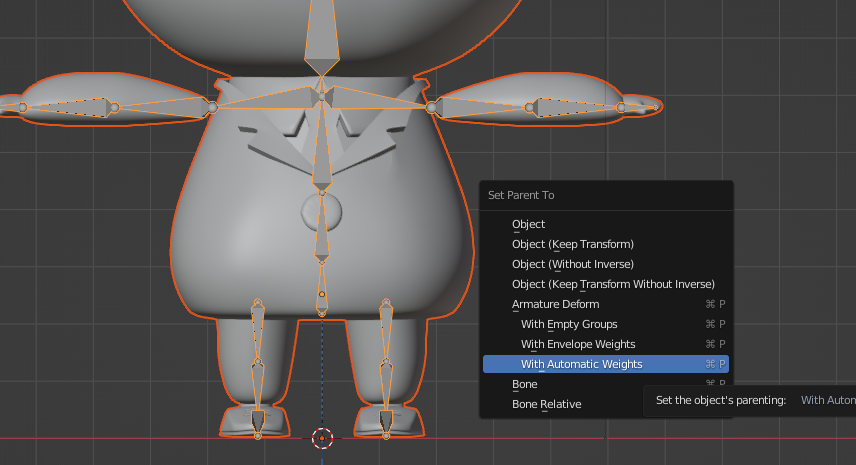 Set Parent To
Object
Object (Keep Transform)
Object (Without Inverse)
Object (Keep Transform Without Inverse)
Armature Deform ⌘ P
With Empty Groups ⌘ P
With Envelope Weights ⌘ P
With Automatic Weights ⌘ P
Bone ⌘ P
Bone Relative
Set the object's parenting: With Autom